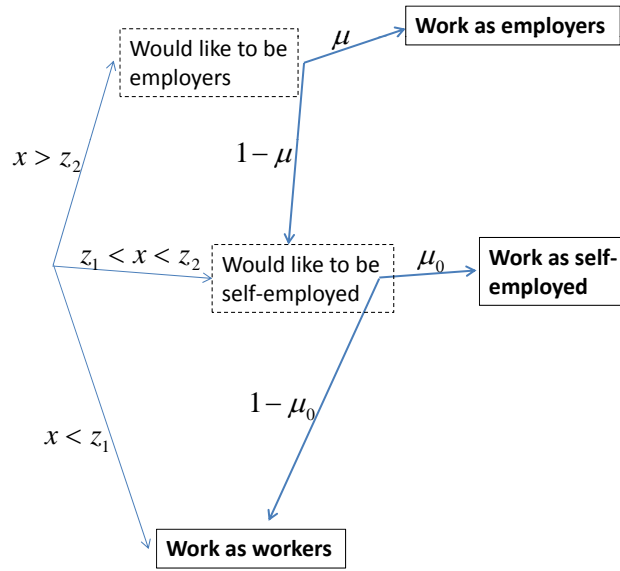 Would like to be
employers
μ
Work as employers
1 − μ
x > z₂
z₁ < x < z₂
Would like to be
self-employed
μ₀
Work as self-
employed
1 − μ₀
x < z₁
Work as workers